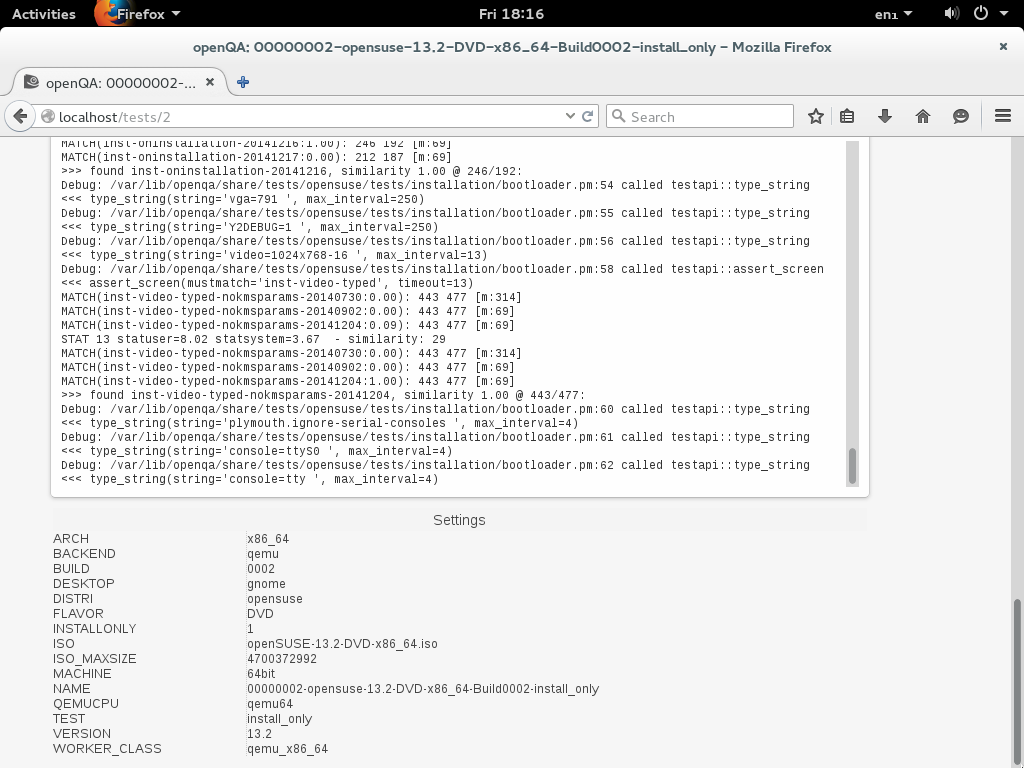 Activities Firefox Fri 18:16 en₁
openQA: 00000002-opensuse-13.2-DVD-x86_64-Build0002-install_only - Mozilla Firefox
openQA: 00000002-...
localhost/tests/2 Search
MATCH(inst-oninstallation-20141216:1.00): 246 192 [m:69]
MATCH(inst-oninstallation-20141217:0.00): 212 187 [m:69]
>>> found inst-oninstallation-20141216, similarity 1.00 @ 246/192:
Debug: /var/lib/openqa/share/tests/opensuse/tests/installation/bootloader.pm:54 called testapi::type_string
<<< type_string(string='vga=791 ', max_interval=250)
Debug: /var/lib/openqa/share/tests/opensuse/tests/installation/bootloader.pm:55 called testapi::type_string
<<< type_string(string='Y2DEBUG=1 ', max_interval=250)
Debug: /var/lib/openqa/share/tests/opensuse/tests/installation/bootloader.pm:56 called testapi::type_string
<<< type_string(string='video=1024x768-16 ', max_interval=13)
Debug: /var/lib/openqa/share/tests/opensuse/tests/installation/bootloader.pm:58 called testapi::assert_screen
<<< assert_screen(mustmatch='inst-video-typed', timeout=13)
MATCH(inst-video-typed-nokmsparams-20140730:0.00): 443 477 [m:314]
MATCH(inst-video-typed-nokmsparams-20140902:0.00): 443 477 [m:69]
MATCH(inst-video-typed-nokmsparams-20141204:0.09): 443 477 [m:69]
STAT 13 statuser=8.02 statsystem=3.67  - similarity: 29
MATCH(inst-video-typed-nokmsparams-20140730:0.00): 443 477 [m:314]
MATCH(inst-video-typed-nokmsparams-20140902:0.00): 443 477 [m:69]
MATCH(inst-video-typed-nokmsparams-20141204:1.00): 443 477 [m:69]
>>> found inst-video-typed-nokmsparams-20141204, similarity 1.00 @ 443/477:
Debug: /var/lib/openqa/share/tests/opensuse/tests/installation/bootloader.pm:60 called testapi::type_string
<<< type_string(string='plymouth.ignore-serial-consoles ', max_interval=4)
Debug: /var/lib/openqa/share/tests/opensuse/tests/installation/bootloader.pm:61 called testapi::type_string
<<< type_string(string='console=ttyS0 ', max_interval=4)
Debug: /var/lib/openqa/share/tests/opensuse/tests/installation/bootloader.pm:62 called testapi::type_string
<<< type_string(string='console=tty ', max_interval=4)
Settings
ARCH x86_64
BACKEND qemu
BUILD 0002
DESKTOP gnome
DISTRI opensuse
FLAVOR DVD
INSTALLONLY 1
ISO openSUSE-13.2-DVD-x86_64.iso
ISO_MAXSIZE 4700372992
MACHINE 64bit
NAME 00000002-opensuse-13.2-DVD-x86_64-Build0002-install_only
QEMUCPU qemu64
TEST install_only
VERSION 13.2
WORKER_CLASS qemu_x86_64